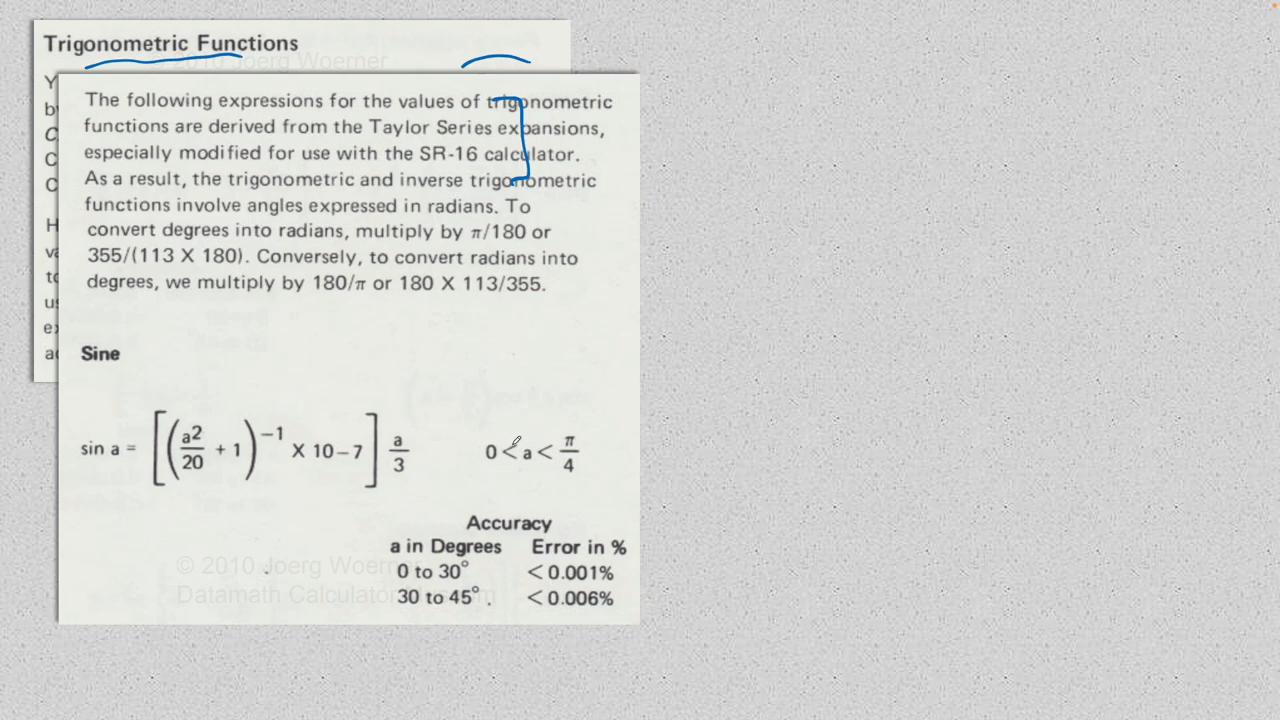 Trigonometric Functions
© 2010 Joerg Woerner
The following expressions for the values of trigonometric
functions are derived from the Taylor Series expansions,
especially modified for use with the SR-16 calculator.
As a result, the trigonometric and inverse trigonometric
functions involve angles expressed in radians. To
convert degrees into radians, multiply by π/180 or
355/(113 X 180). Conversely, to convert radians into
degrees, we multiply by 180/π or 180 X 113/355.
Sine
sin a = [(a2/20 + 1)−1 X 10−7] a/3 0 < a < π/4
Accuracy
a in Degrees Error in %
0 to 30° < 0.001%
30 to 45°. < 0.006%
© 2010 Joerg Woerner
Datamath Calculator Museum